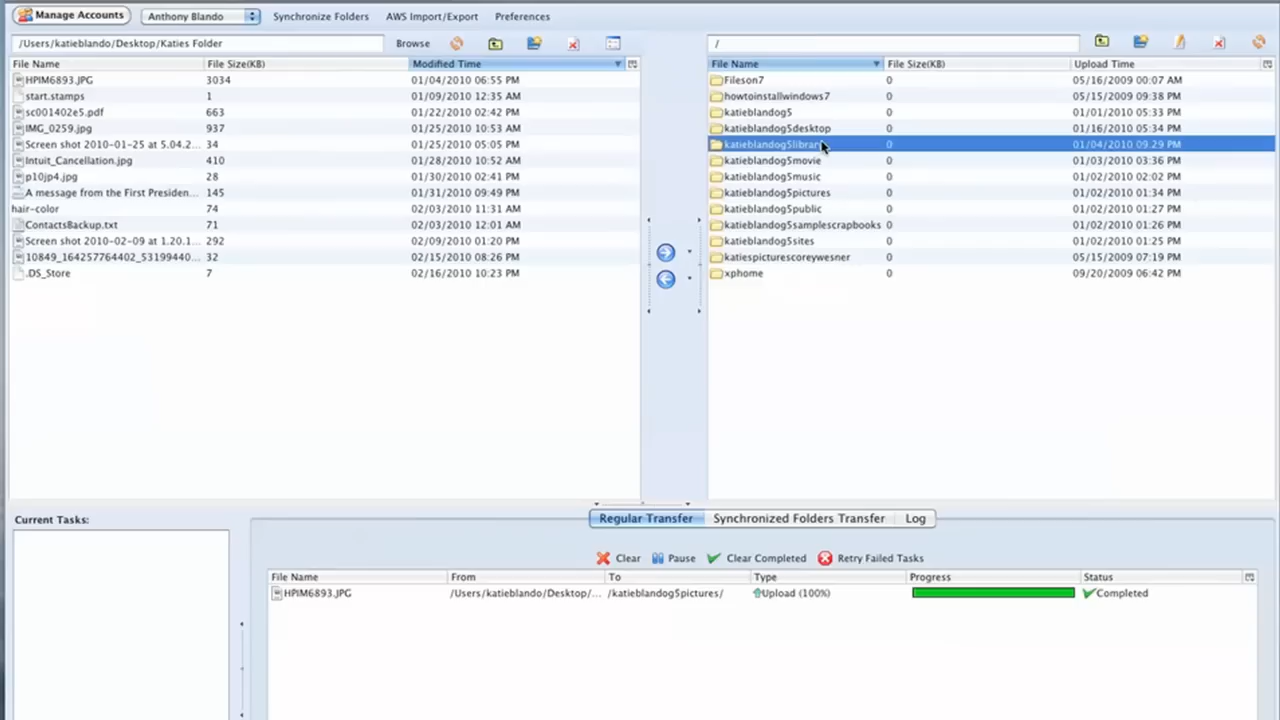 Manage Accounts Anthony Blando Synchronize Folders AWS Import/Export Preferences
/Users/katieblando/Desktop/Katies Folder Browse
File Name File Size(KB) Modified Time
HPIM6893.JPG 3034 01/04/2010 06:55 PM
start.stamps 1 01/09/2010 12:35 AM
sc001402e5.pdf 663 01/22/2010 02:42 PM
IMG_0259.jpg 937 01/25/2010 10:53 AM
Screen shot 2010-01-25 at 5.04.2... 34 01/25/2010 05:05 PM
Intuit_Cancellation.jpg 410 01/28/2010 10:52 AM
p10jp4.jpg 28 01/30/2010 02:41 PM
A message from the First Presiden... 145 01/31/2010 09:49 PM
hair-color 74 02/03/2010 11:31 AM
ContactsBackup.txt 71 02/03/2010 12:01 AM
Screen shot 2010-02-09 at 1.20.1... 292 02/09/2010 01:20 PM
10849_164257764402_53199440... 32 02/15/2010 08:26 PM
.DS_Store 7 02/16/2010 10:23 PM
/
File Name File Size(KB) Upload Time
Fileson7 0 05/16/2009 00:07 AM
howtoinstallwindows7 0 05/15/2009 09:38 PM
katieblandog5 0 01/01/2010 05:33 PM
katieblandog5desktop 0 01/16/2010 05:34 PM
katieblandog5library 0 01/04/2010 09:29 PM
katieblandog5movie 0 01/03/2010 03:36 PM
katieblandog5music 0 01/02/2010 02:02 PM
katieblandog5pictures 0 01/02/2010 01:34 PM
katieblandog5public 0 01/02/2010 01:27 PM
katieblandog5samplescrapbooks 0 01/02/2010 01:26 PM
katieblandog5sites 0 01/02/2010 01:25 PM
katiespicturescoreywesner 0 05/15/2009 07:19 PM
xphome 0 09/20/2009 06:42 PM
Current Tasks:
Regular Transfer Synchronized Folders Transfer Log
Clear Pause Clear Completed Retry Failed Tasks
File Name From To Type Progress Status
HPIM6893.JPG /Users/katieblando/Desktop/... /katieblandog5pictures/ Upload (100%) Completed